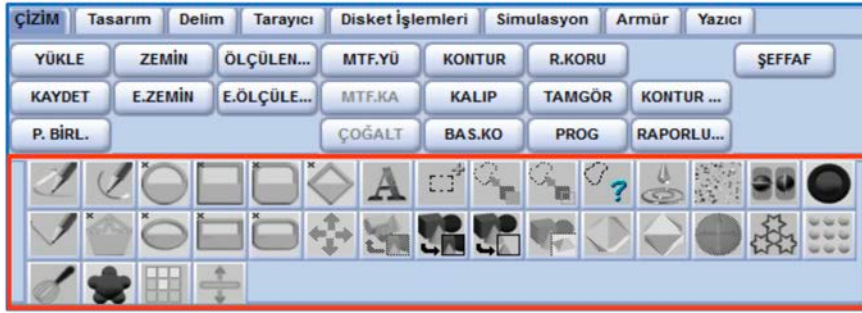 ÇİZİM Tasarım Delim Tarayıcı Disket İşlemleri Simulasyon Armür Yazıcı
YÜKLE ZEMİN ÖLÇÜLEN... MTF.YÜ KONTUR R.KORU ŞEFFAF
KAYDET E.ZEMİN E.ÖLÇÜLE... MTF.KA KALIP TAMGÖR KONTUR ...
P. BİRL. ÇOĞALT BAS.KO PROG RAPORLU...
A
?